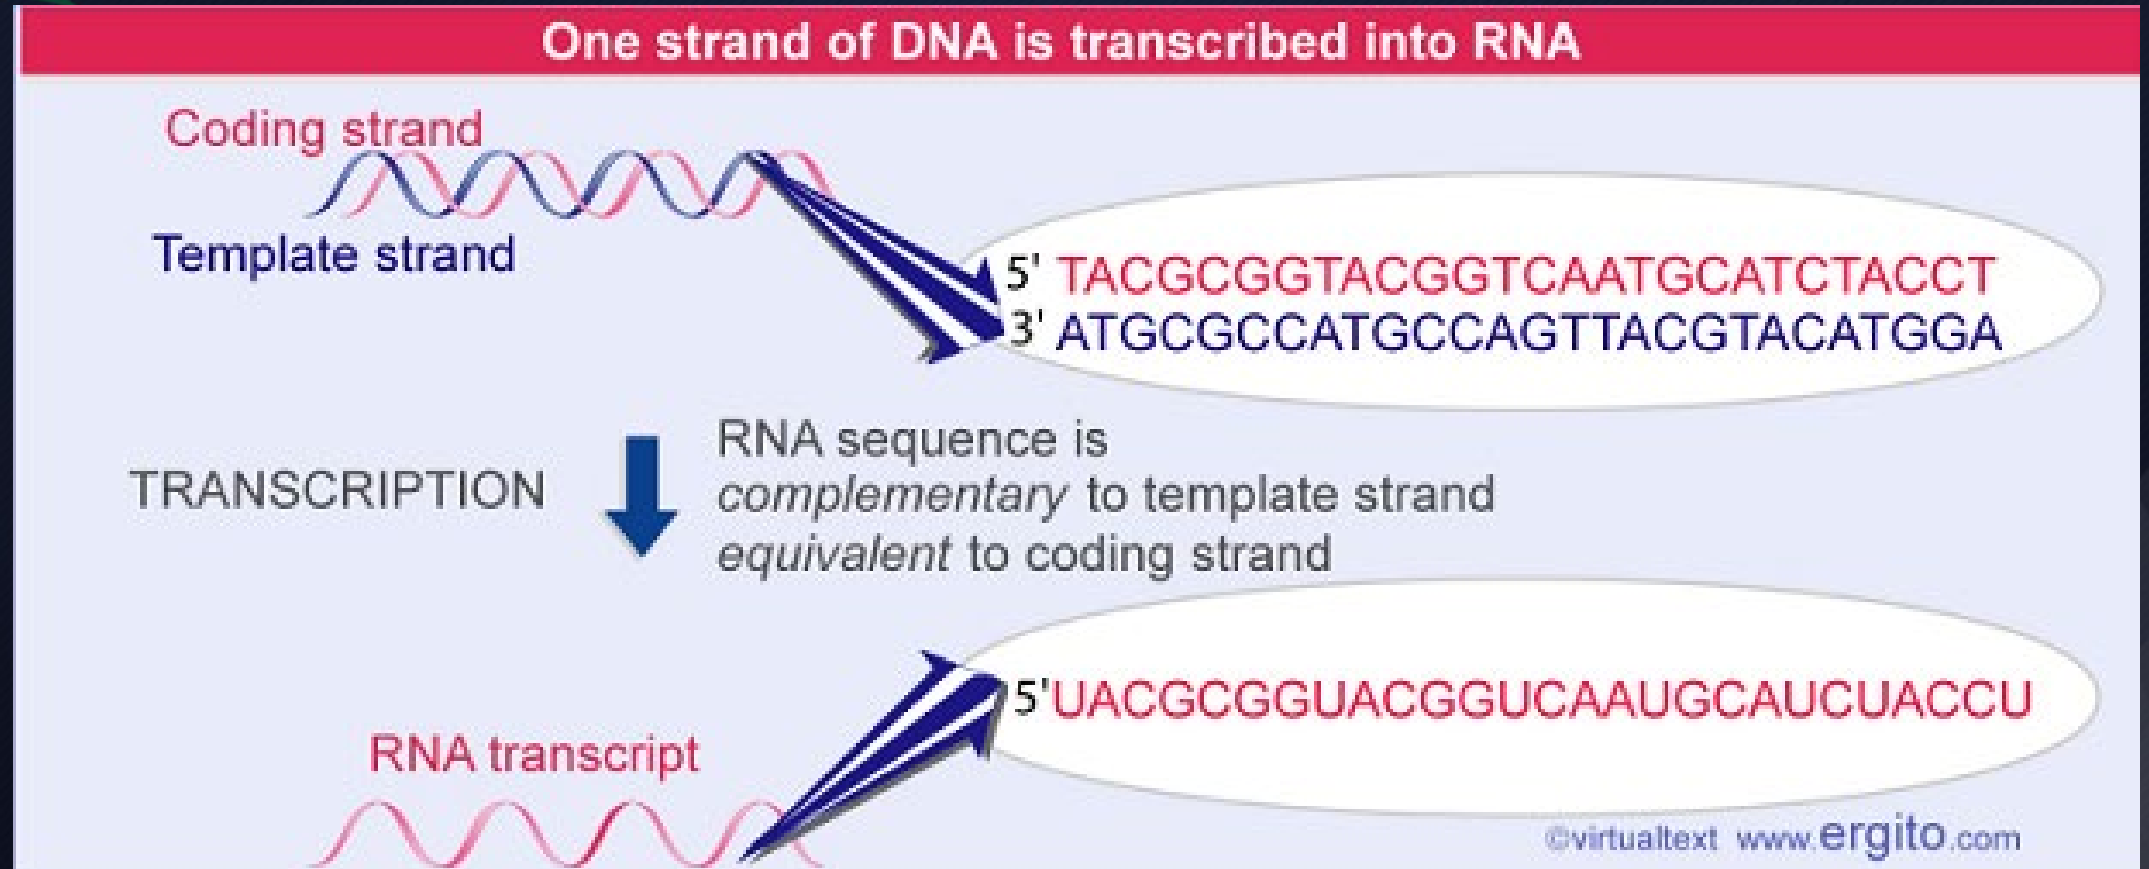 One strand of DNA is transcribed into RNA
Coding strand
Template strand
5' TACGCGGTACGGTCAATGCATCTACCT
3' ATGCGCCATGCCAGTTACGTACATGGA
TRANSCRIPTION
RNA sequence is
complementary to template strand
equivalent to coding strand
5'UACGCGGUACGGUCAAUGCAUCUACCU
RNA transcript
©virtualtext www.ergito.com